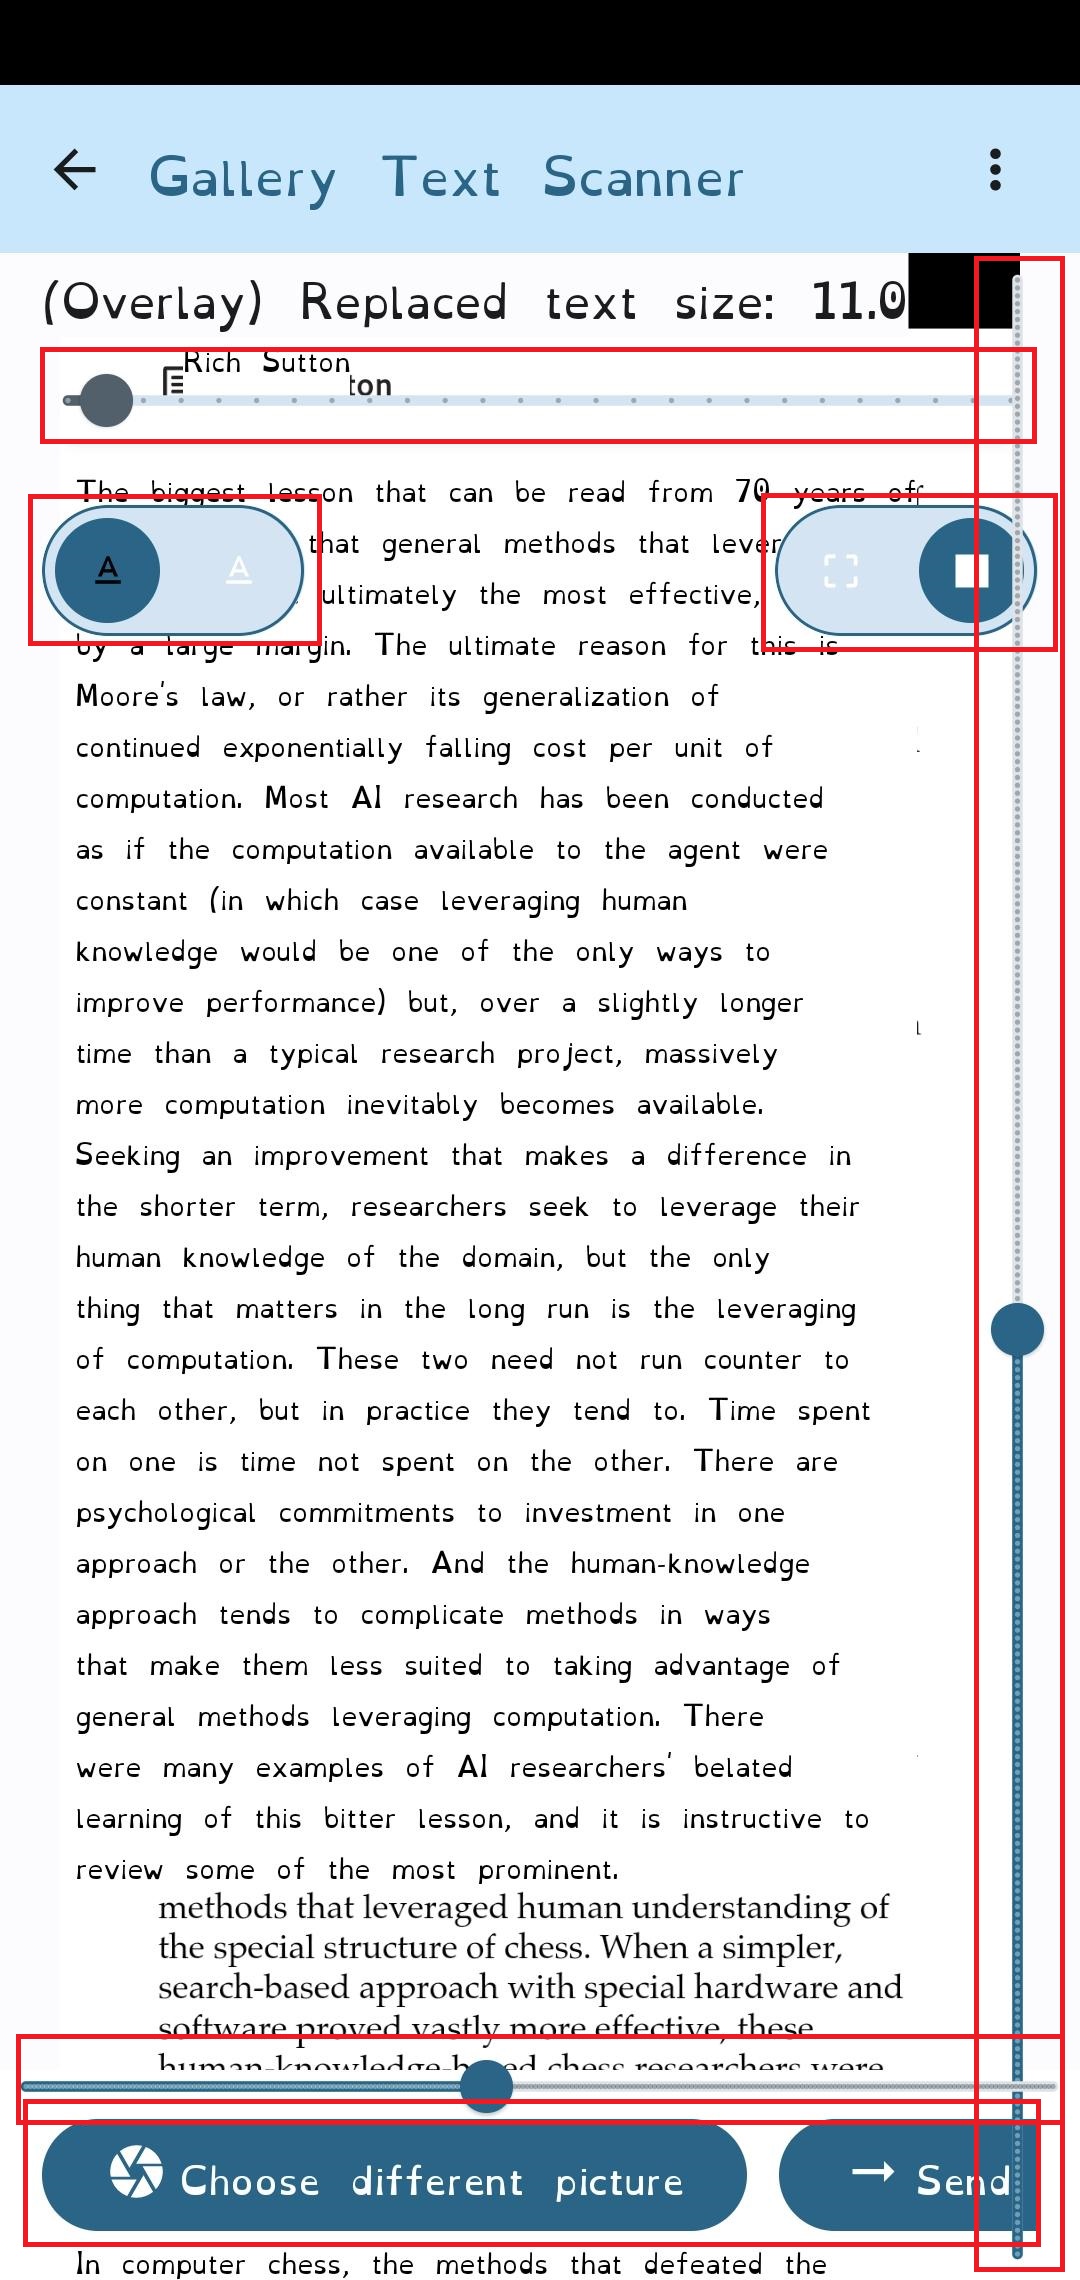 Gallery Text Scanner
(Overlay) Replaced text size: 11.0
Rich Sutton
ton
The biggest lesson that can be read from 70 years of
that general methods that lever
ultimately the most effective,
by a large margin. The ultimate reason for this is
Moore's law, or rather its generalization of
continued exponentially falling cost per unit of
computation. Most AI research has been conducted
as if the computation available to the agent were
constant (in which case leveraging human
knowledge would be one of the only ways to
improve performance) but, over a slightly longer
time than a typical research project, massively
more computation inevitably becomes available.
Seeking an improvement that makes a difference in
the shorter term, researchers seek to leverage their
human knowledge of the domain, but the only
thing that matters in the long run is the leveraging
of computation. These two need not run counter to
each other, but in practice they tend to. Time spent
on one is time not spent on the other. There are
psychological commitments to investment in one
approach or the other. And the human-knowledge
approach tends to complicate methods in ways
that make them less suited to taking advantage of
general methods leveraging computation. There
were many examples of AI researchers' belated
learning of this bitter lesson, and it is instructive to
review some of the most prominent.
methods that leveraged human understanding of
the special structure of chess. When a simpler,
search-based approach with special hardware and
software proved vastly more effective, these
human-knowledge-based chess researchers were
Choose different picture
Send
In computer chess, the methods that defeated the